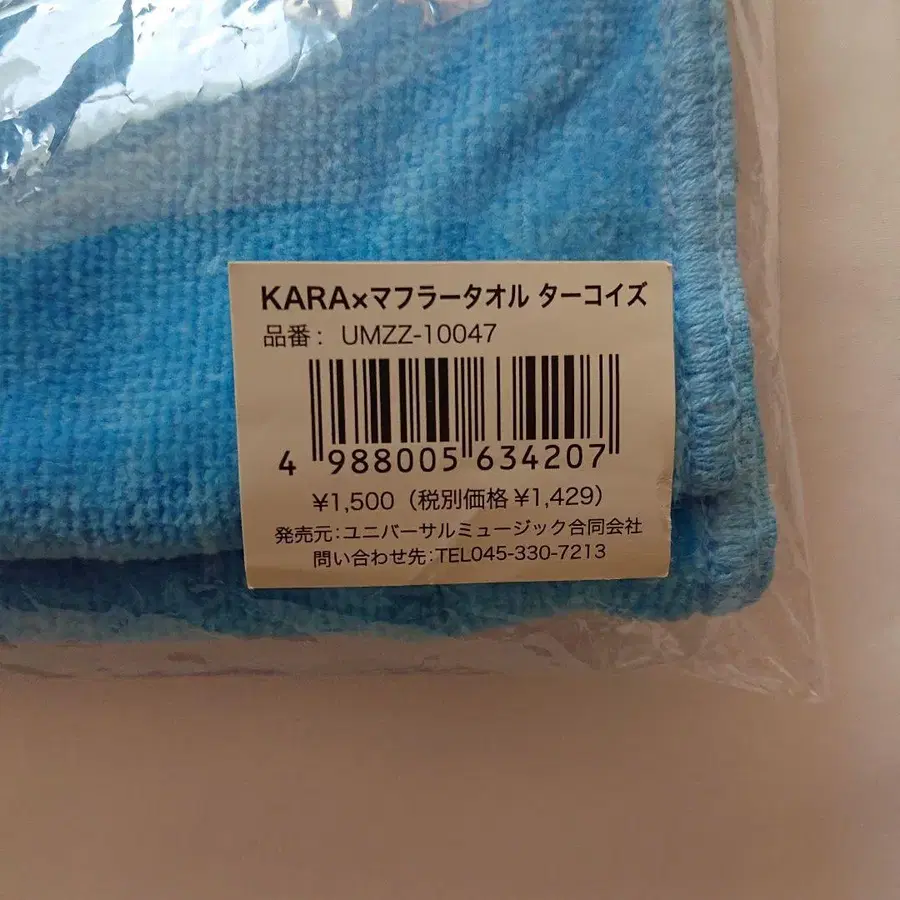 KARA×マフラータオル ターコイズ
品番: UMZZ-10047
4 988005 634207
¥1,500（税別価格 ¥1,429）
発売元:ユニバーサルミュージック合同会社
問い合わせ先:TEL045-330-7213